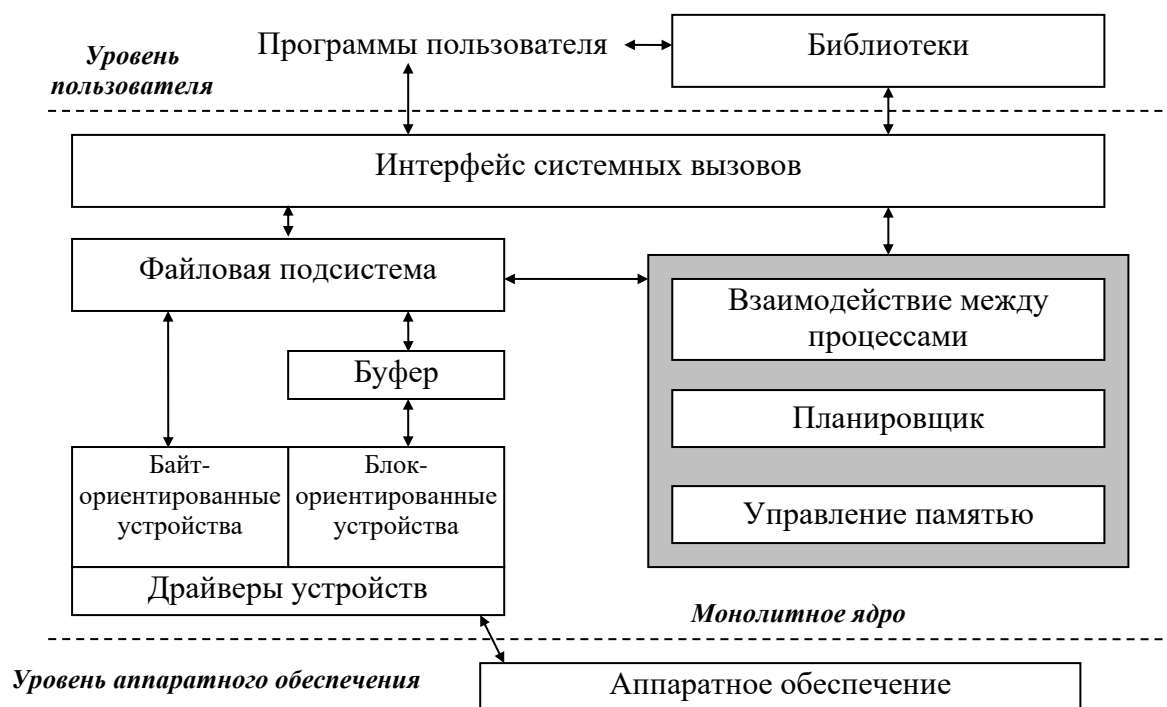 Уровень
пользователя
Программы пользователя
Библиотеки
Интерфейс системных вызовов
Файловая подсистема
Взаимодействие между
процессами
Буфер
Планировщик
Байт-
ориентированные
устройства
Блок-
ориентированные
устройства
Управление памятью
Драйверы устройств
Монолитное ядро
Уровень аппаратного обеспечения
Аппаратное обеспечение